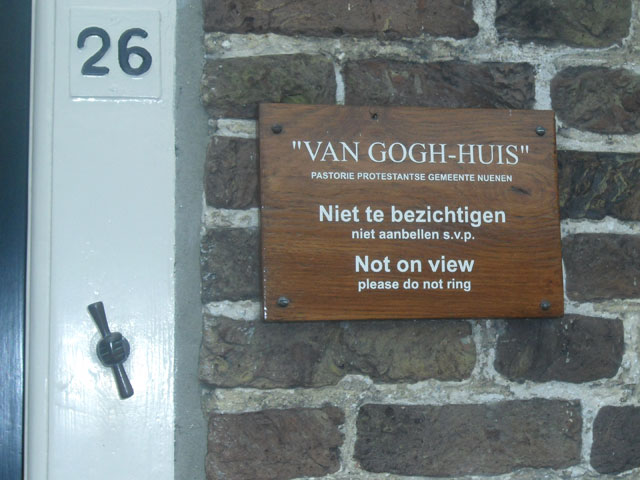 26
"VAN GOGH-HUIS"
PASTORIE PROTESTANTSE GEMEENTE NUENEN
Niet te bezichtigen
niet aanbellen s.v.p.
Not on view
please do not ring